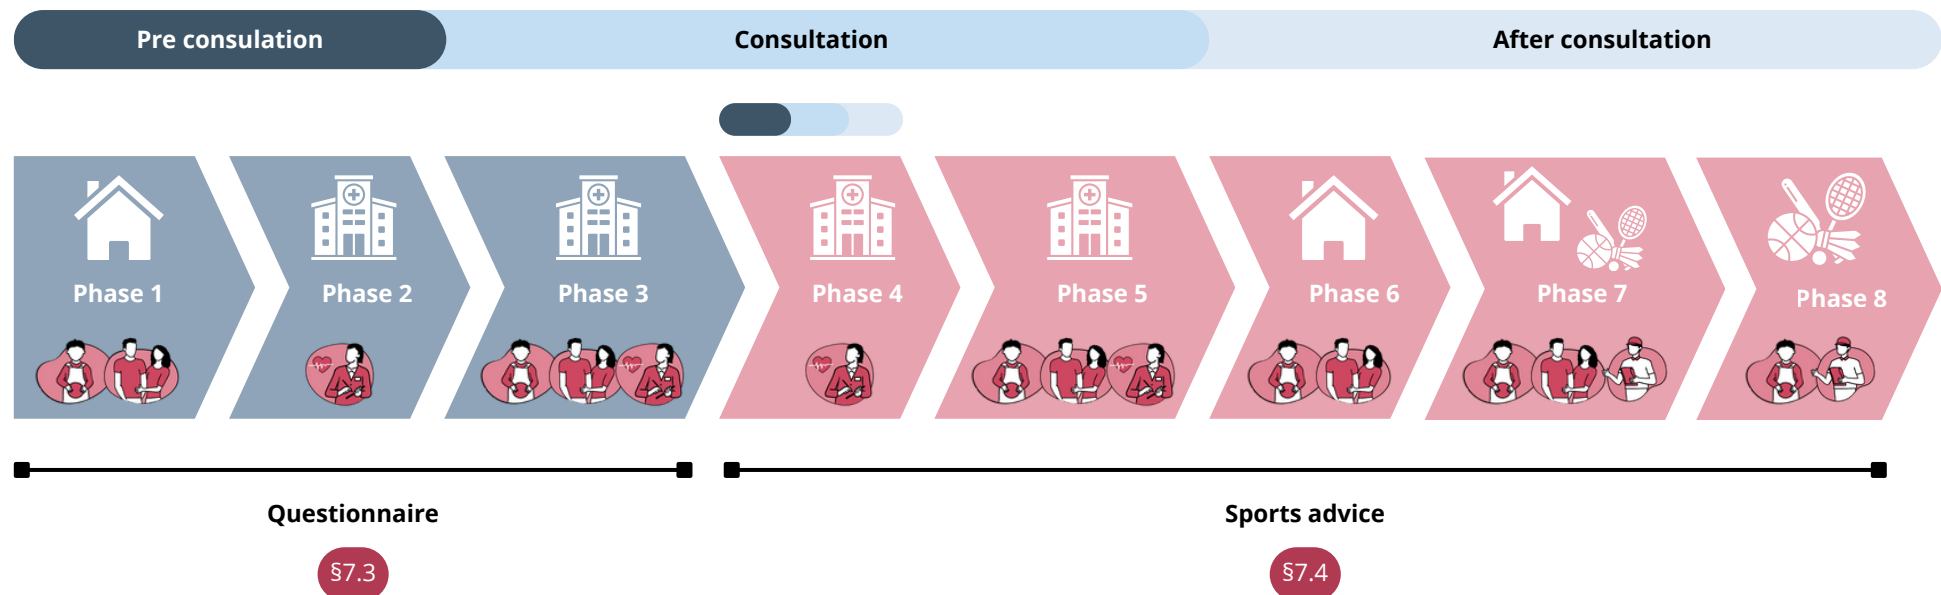 Pre consulation
Consultation
After consultation
Phase 1
Phase 2
Phase 3
Phase 4
Phase 5
Phase 6
Phase 7
Phase 8
Questionnaire
Sports advice
§7.3
§7.4